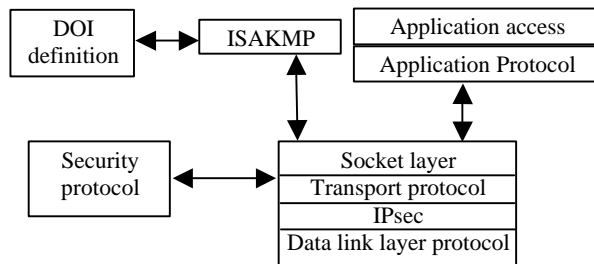 DOI
definition
ISAKMP
Application access
Application Protocol
Security
protocol
Socket layer
Transport protocol
IPsec
Data link layer protocol